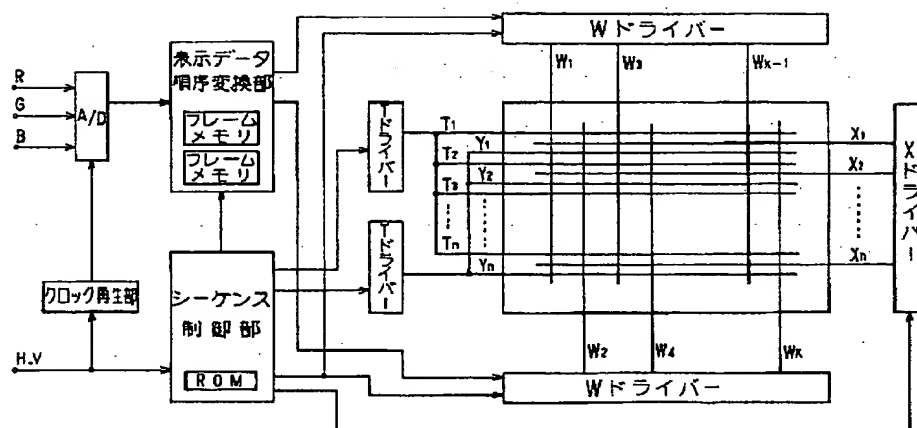 Wドライバー
W1
W3
WK-1
表示データ
順序変換部
フレーム
メモリ
フレーム
メモリ
R
G
B
A/D
Tドライバー
T1
T2
T3
Tn
Y1
Y2
Yn
X1
X2
Xn
Xドライバー
Tドライバー
クロック再生部
シーケンス
制御部
ROM
H.V
W2
W4
WK
Wドライバー